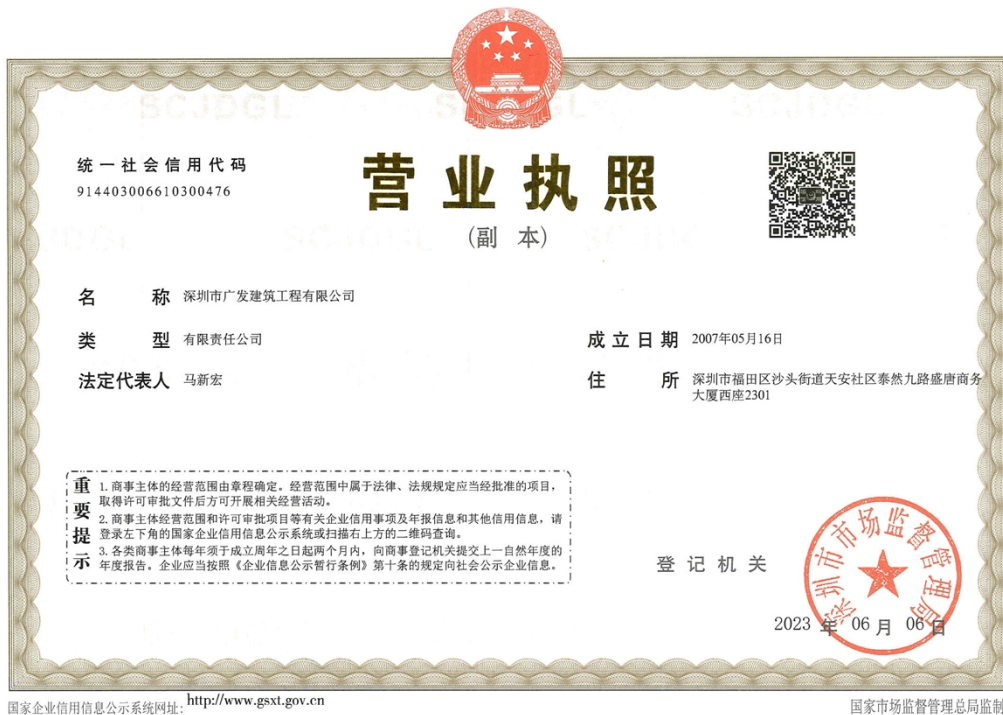 统一社会信用代码
914403006610300476
营业执照
(副 本)
名 称 深圳市广发建筑工程有限公司
类 型 有限责任公司
法定代表人 马新宏
成立日期 2007年05月16日
住 所 深圳市福田区沙头街道天安社区泰然九路盛唐商务
大厦西座2301
重要提示
1. 商事主体的经营范围由章程确定。经营范围中属于法律、法规规定应当经批准的项目,
取得许可审批文件后方可开展相关经营活动。
2. 商事主体经营范围和许可审批项目等有关企业信用事项及年报信息和其他信用信息,请
登录左下角的国家企业信用信息公示系统或扫描右上方的二维码查询。
3. 各类商事主体每年须于成立周年之日起两个月内,向商事登记机关提交上一自然年度的
年度报告。企业应当按照《企业信息公示暂行条例》第十条的规定向社会公示企业信息。
登记机关
深圳市市场监督管理局
2023 年 06 月 06 日
国家企业信用信息公示系统网址: http://www.gsxt.gov.cn
国家市场监督管理总局监制